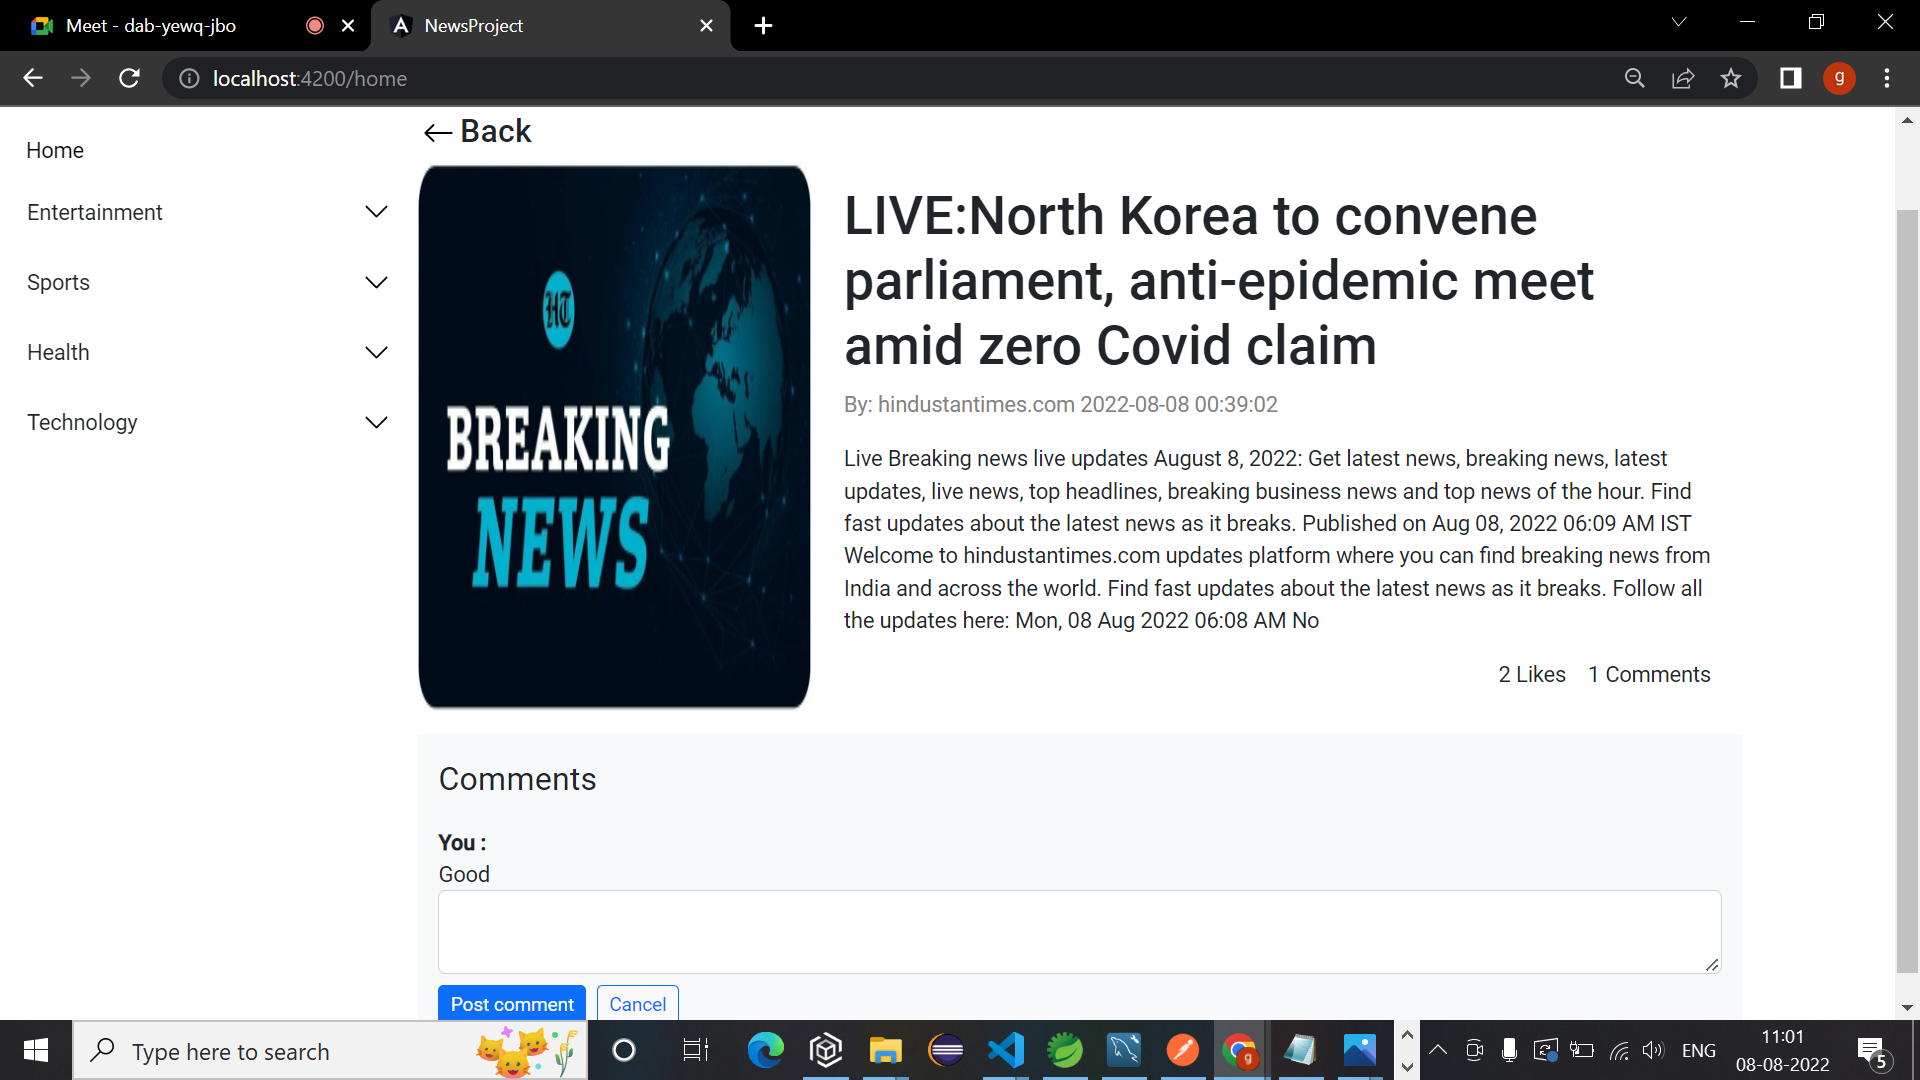 Meet - dab-yewq-jbo
NewsProject
localhost:4200/home
g
Home
Entertainment
Sports
Health
Technology
Back
HT
BREAKING
NEWS
LIVE:North Korea to convene
parliament, anti-epidemic meet
amid zero Covid claim
By: hindustantimes.com 2022-08-08 00:39:02
Live Breaking news live updates August 8, 2022: Get latest news, breaking news, latest
updates, live news, top headlines, breaking business news and top news of the hour. Find
fast updates about the latest news as it breaks. Published on Aug 08, 2022 06:09 AM IST
Welcome to hindustantimes.com updates platform where you can find breaking news from
India and across the world. Find fast updates about the latest news as it breaks. Follow all
the updates here: Mon, 08 Aug 2022 06:08 AM No
2 Likes 1 Comments
Comments
You :
Good
Post comment Cancel
Type here to search
g
ENG
11:01
08-08-2022
5